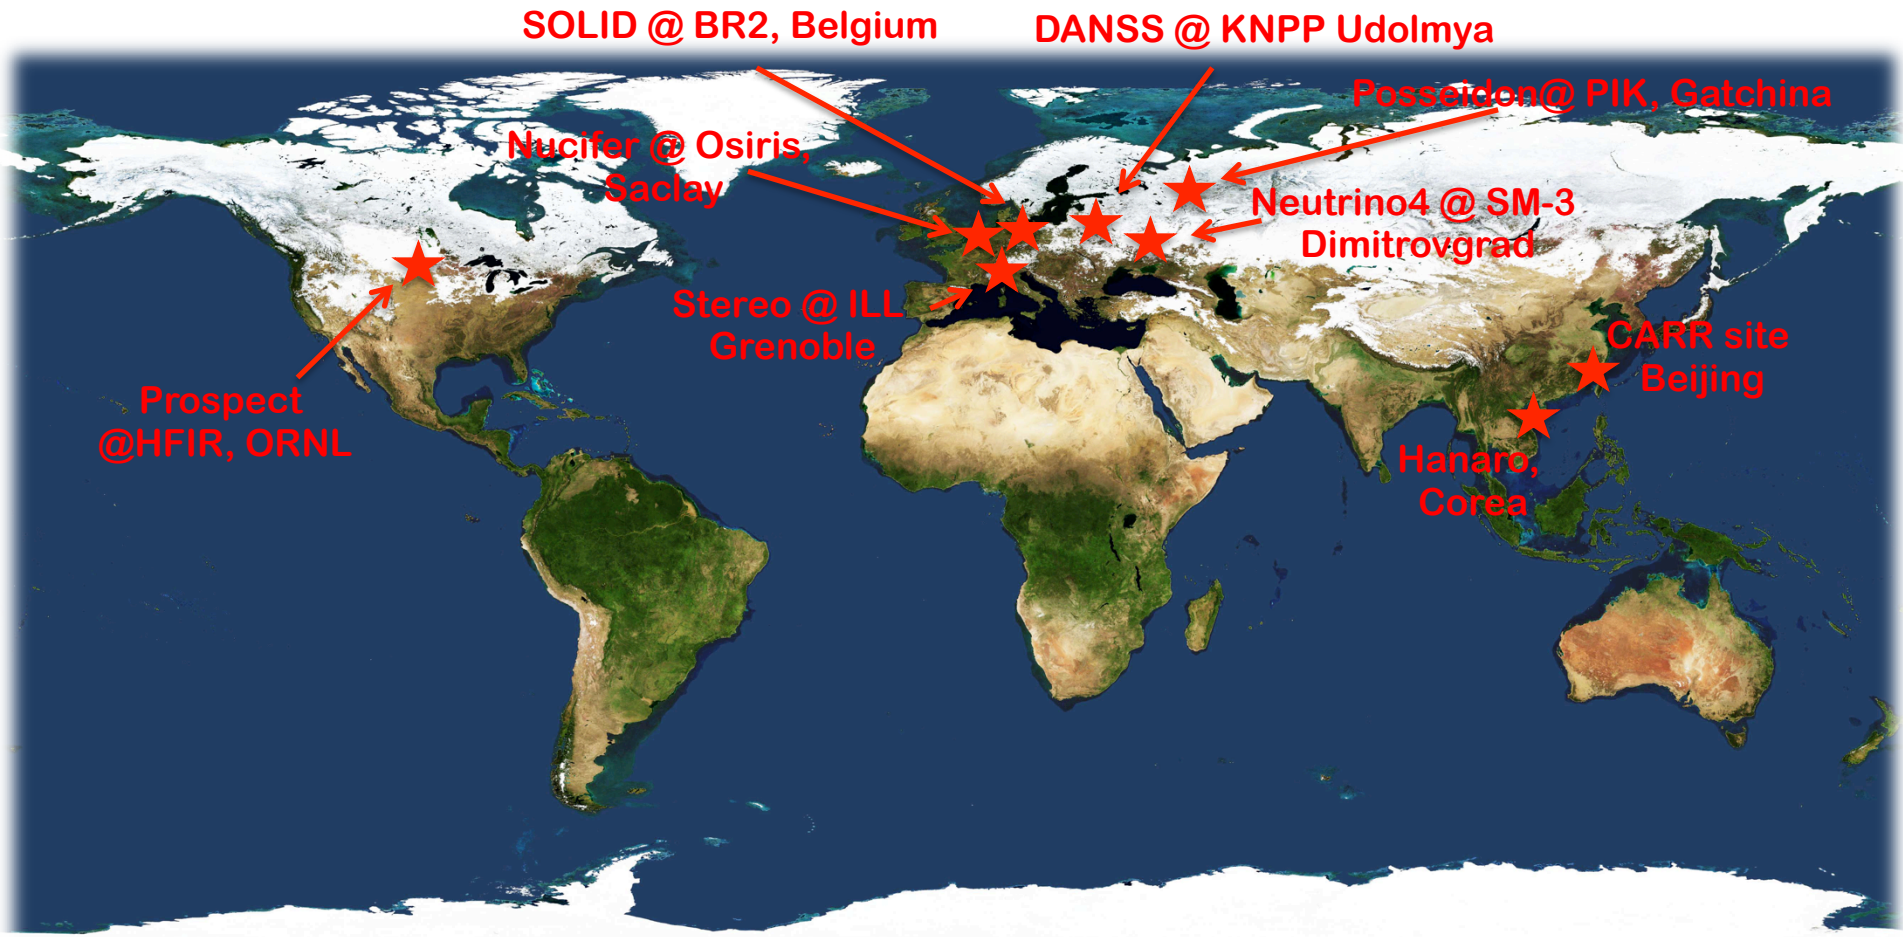 SOLID @ BR2, Belgium
DANSS @ KNPP Udolmya
Posseidon@ PIK, Gatchina
Nucifer @ Osiris,
Saclay
Neutrino4 @ SM-3
Dimitrovgrad
Stereo @ ILL
Grenoble
CARR site
Beijing
Prospect
@HFIR, ORNL
Hanaro,
Corea